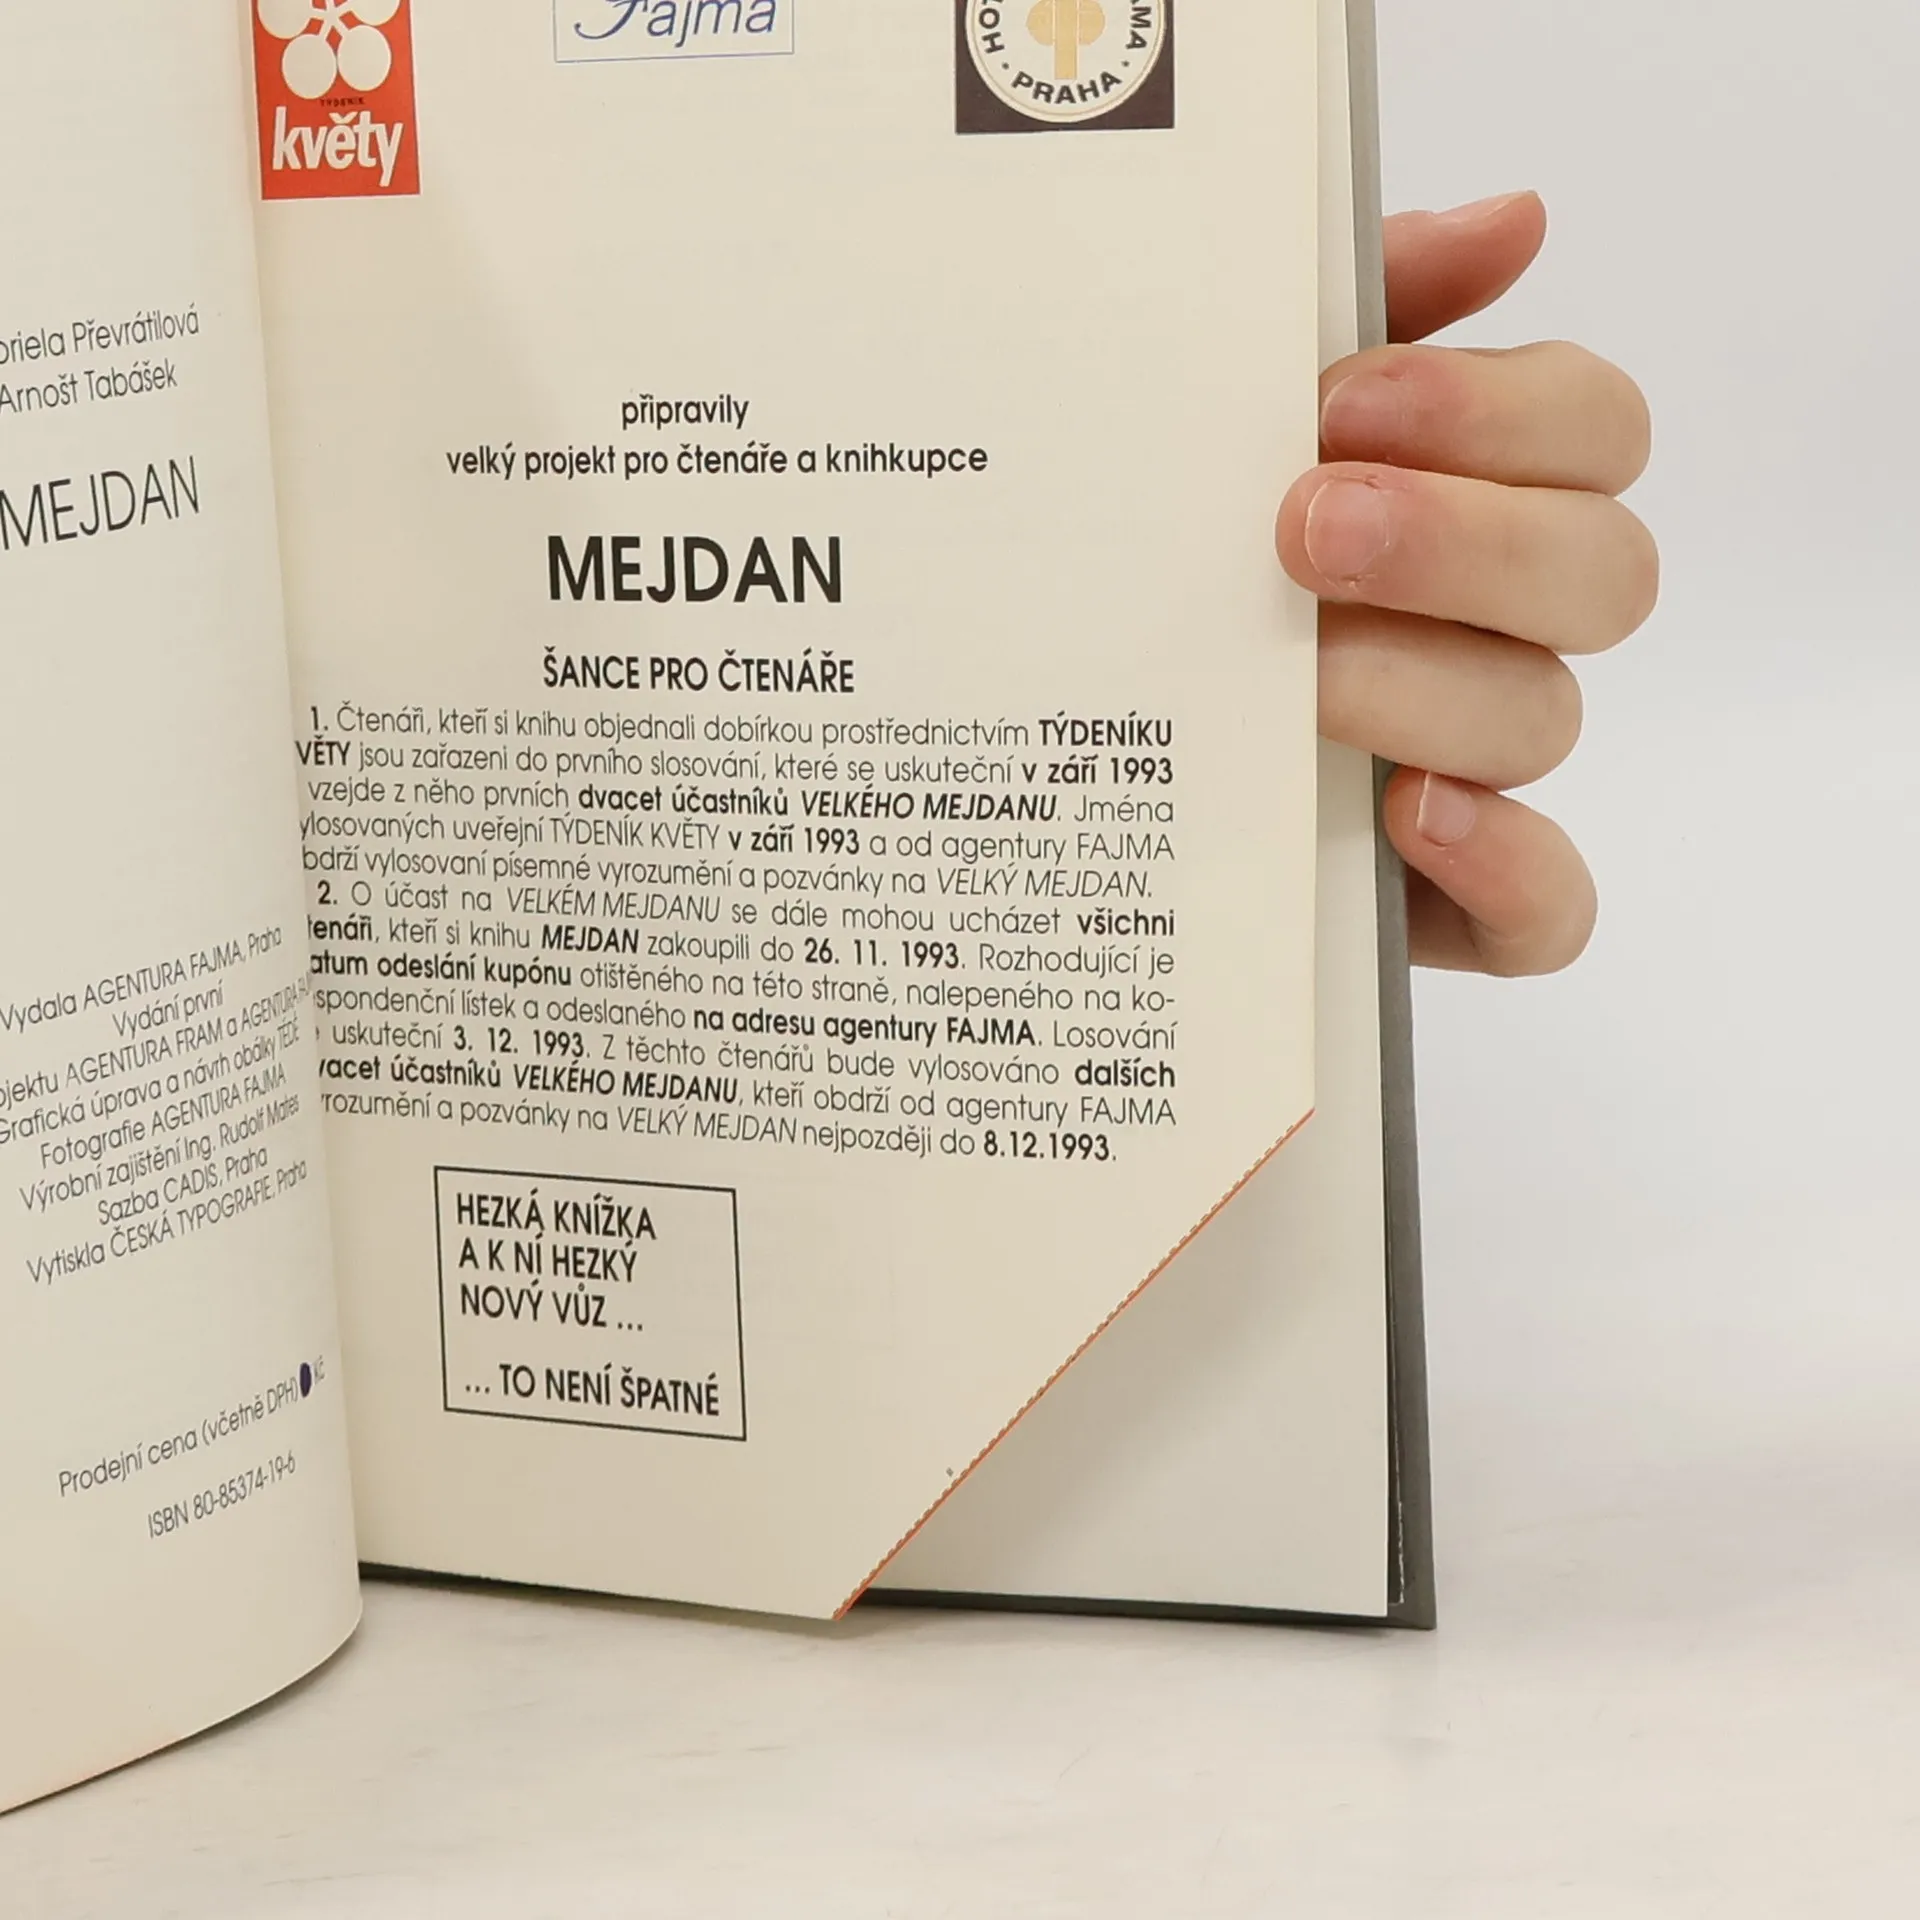 Převrátilová
Arnošt Tabášek
MEJDAN
Vydala AGENTURA FAJMA, Praha
Vydání první
AGENTURA FRAM a AGENTURA
Grafická úprava a návrh obálky TÉDÉ
Fotografie AGENTURA FAJMA
Výrobní zajištění Ing. Rudolf Mates
Sazba CADIS, Praha
Vytiskla ČESKÁ TYPOGRAFIE, Praha
Prodejní cena (včetně DPH) Kč
ISBN 80-85374-19-6
TÝDENÍK
květy
Fajma
PRAHA
připravily
velký projekt pro čtenáře a knihkupce
MEJDAN
ŠANCE PRO ČTENÁŘE
1. Čtenáři, kteří si knihu objednali dobírkou prostřednictvím TÝDENÍKU
VĚTY jsou zařazeni do prvního slosování, které se uskuteční v září 1993
vzejde z něho prvních dvacet účastníků VELKÉHO MEJDANU. Jména
ylosovaných uveřejní TÝDENÍK KVĚTY v září 1993 a od agentury FAJMA
bdrží vylosovaní písemné vyrozumění a pozvánky na VELKÝ MEJDAN.
2. O účast na VELKÉM MEJDANU se dále mohou ucházet všichni
tenáři, kteří si knihu MEJDAN zakoupili do 26. 11. 1993. Rozhodující je
atum odeslání kupónu otištěného na této straně, nalepeného na ko-
spondenční lístek a odeslaného na adresu agentury FAJMA. Losování
uskuteční 3. 12. 1993. Z těchto čtenářů bude vylosováno dalších
vacet účastníků VELKÉHO MEJDANU, kteří obdrží od agentury FAJMA
rozumění a pozvánky na VELKÝ MEJDAN nejpozději do 8.12.1993.
HEZKÁ KNÍŽKA
A K NÍ HEZKÝ
NOVÝ VŮZ ...
... TO NENÍ ŠPATNÉ